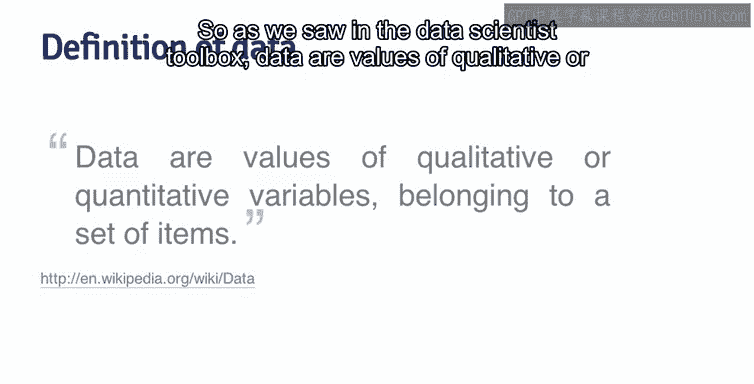 Definition of data
So as we saw in the data scientist
toolbox, data are values of qualitative or
“Data are values of qualitative or
quantitative variables, belonging to a
set of items.”
http://en.wikipedia.org/wiki/Data